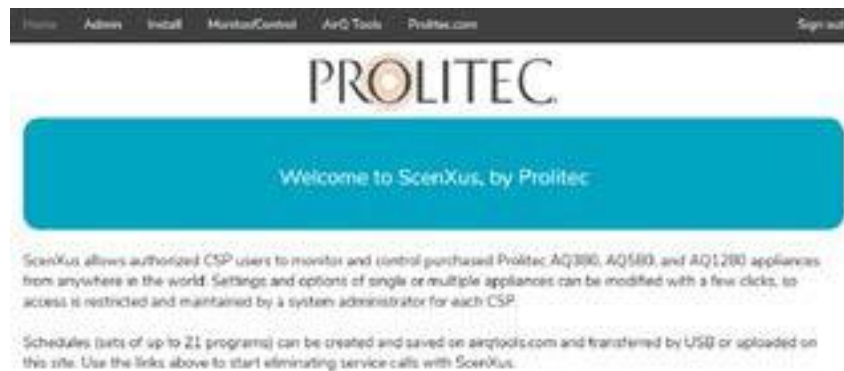 Home Admin Install Monitor/Control AirQ Tools Prolitec.com Sign out
PROLITEC
Welcome to ScenXus, by Prolitec
ScenXus allows authorized CSP users to monitor and control purchased Prolitec AQ380, AQ580, and AQ1280 appliances
from anywhere in the world. Settings and options of single or multiple appliances can be modified with a few clicks, so
access is restricted and maintained by a system administrator for each CSP.
Schedules (sets of up to 21 programs) can be created and saved on airqtools.com and transferred by USB or uploaded on
this site. Use the links above to start eliminating service calls with ScenXus.